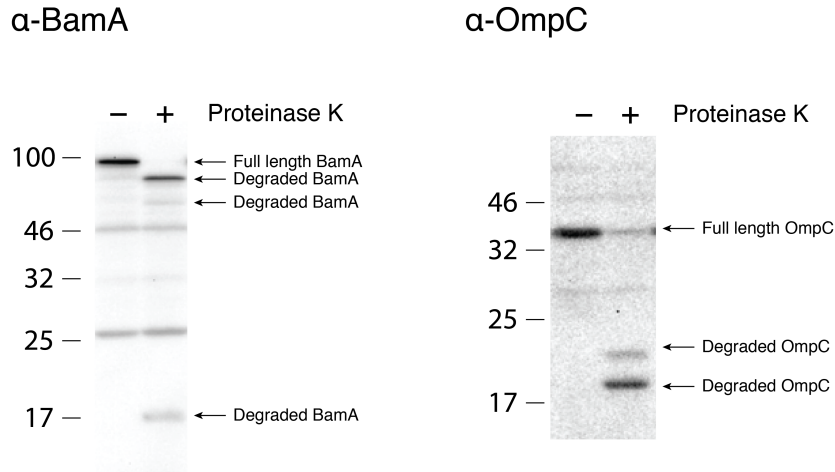 α-BamA
− + Proteinase K
100
Full length BamA
Degraded BamA
Degraded BamA
46
32
25
17
Degraded BamA
α-OmpC
− + Proteinase K
46
Full length OmpC
32
25
Degraded OmpC
Degraded OmpC
17